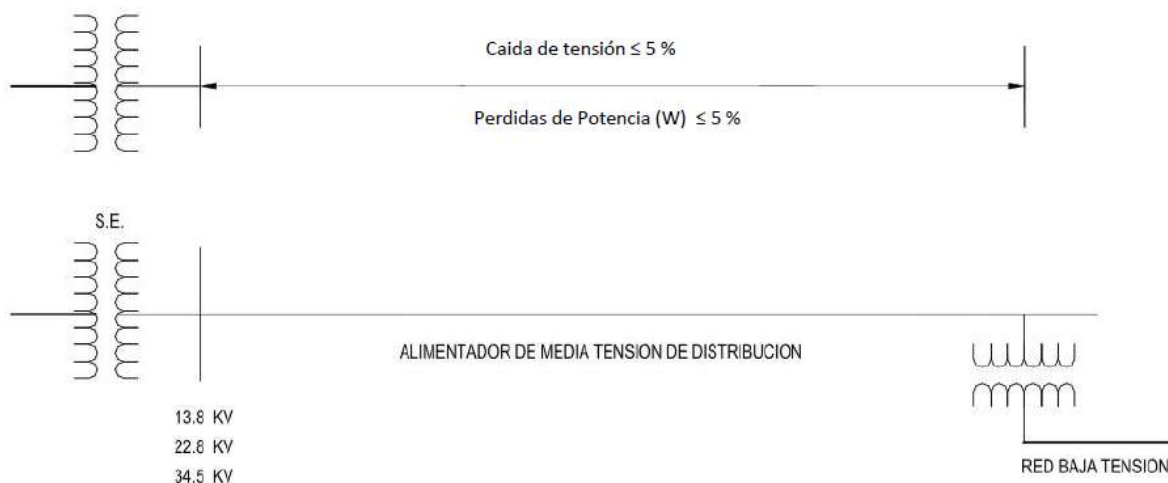 Caida de tensión ≤ 5 %
Perdidas de Potencia (W) ≤ 5 %
S.E.
ALIMENTADOR DE MEDIA TENSION DE DISTRIBUCION
13.8 KV
22.8 KV
34.5 KV
RED BAJA TENSION